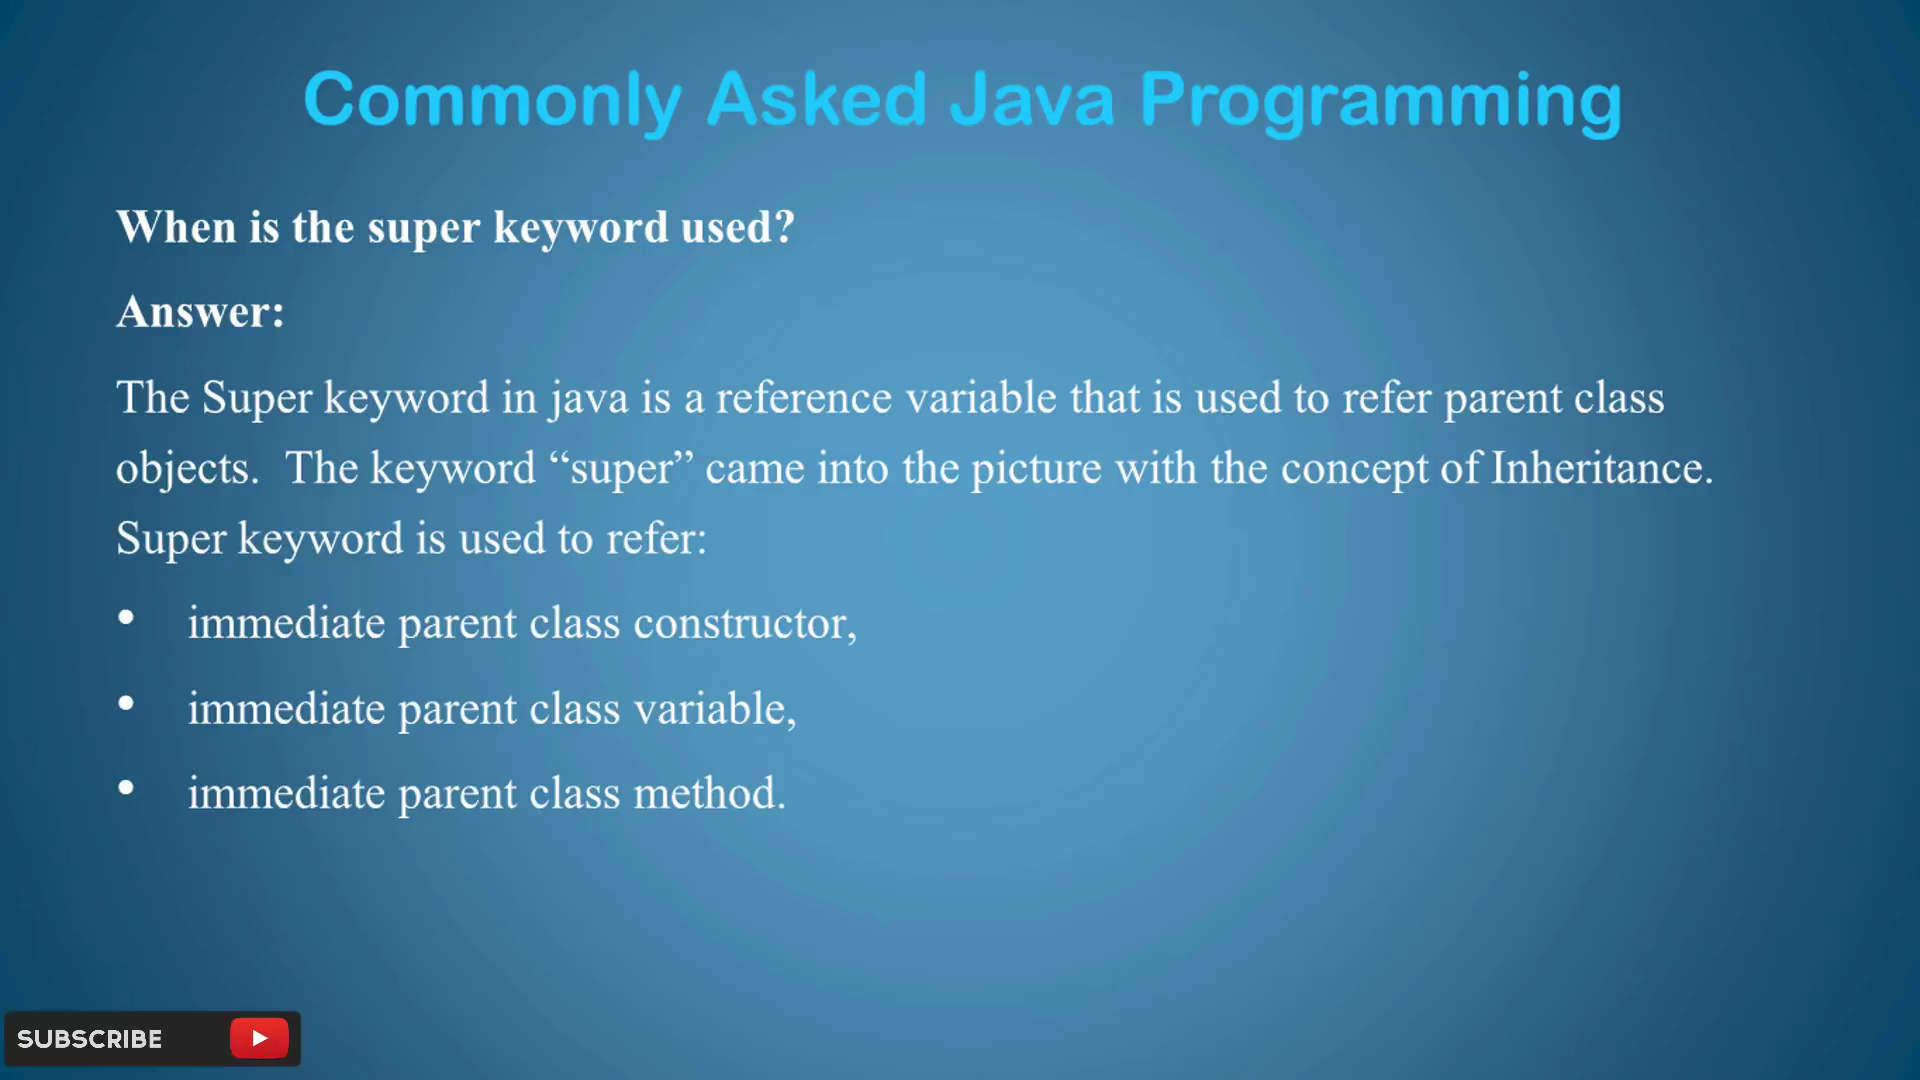 Commonly Asked Java Programming
When is the super keyword used?
Answer:
The Super keyword in java is a reference variable that is used to refer parent class
objects.  The keyword “super” came into the picture with the concept of Inheritance.
Super keyword is used to refer:
• immediate parent class constructor,
• immediate parent class variable,
• immediate parent class method.
SUBSCRIBE